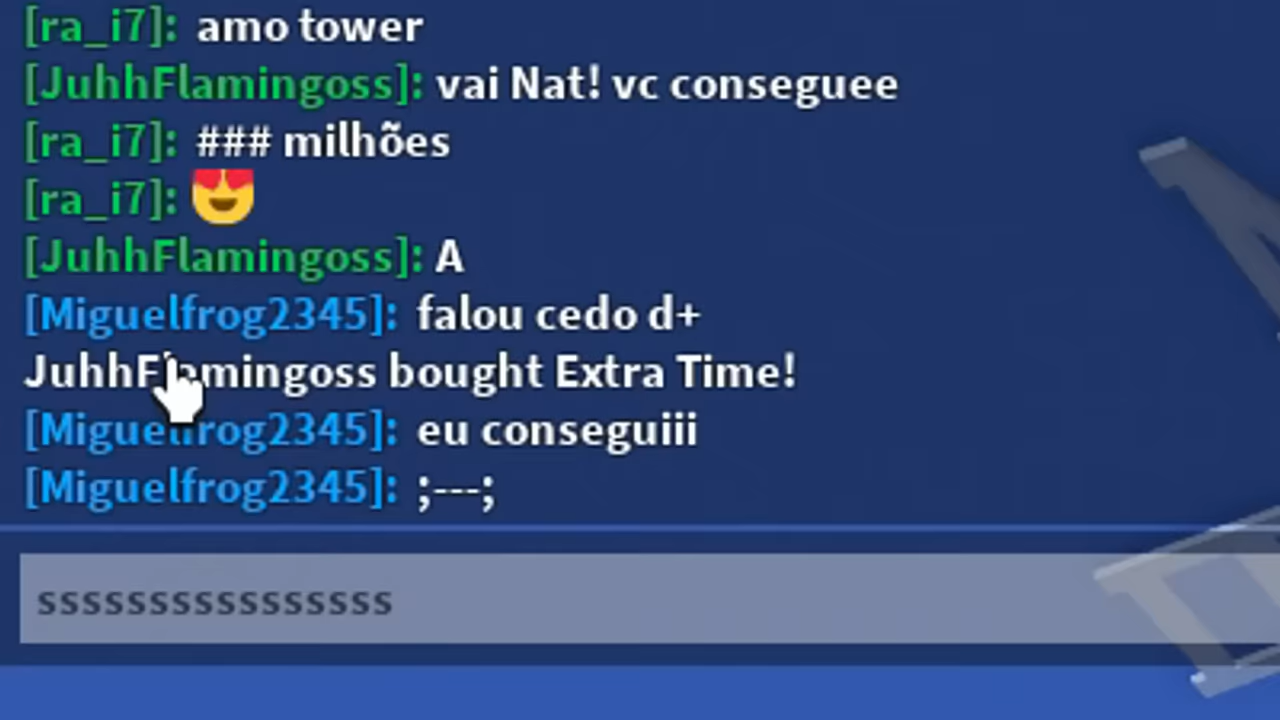 [ra_i7]: amo tower
[JuhhFlamingoss]: vai Nat! vc conseguee
[ra_i7]: ### milhões
[ra_i7]: 😍
[JuhhFlamingoss]: A
[Miguelfrog2345]: falou cedo d+
JuhhFlamingoss bought Extra Time!
[Miguelfrog2345]: eu conseguiii
[Miguelfrog2345]: ;---;
ssssssssssssssss